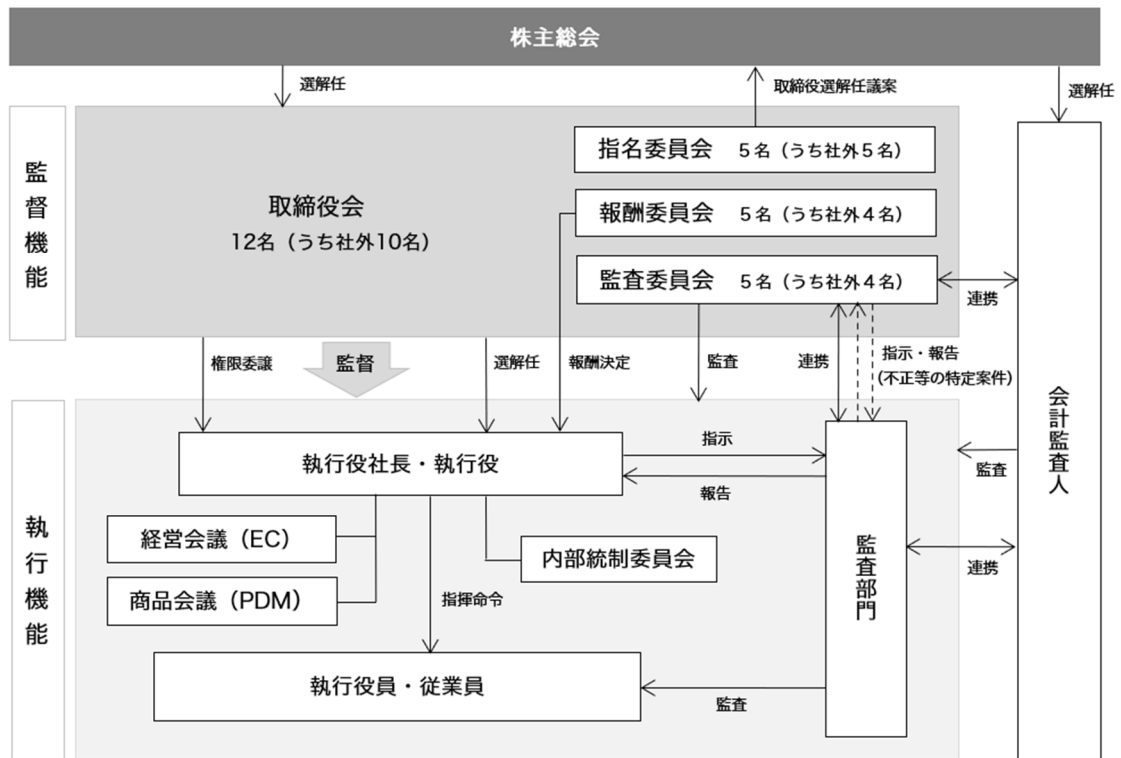 株主総会
選解任
取締役選解任議案
選解任
監督機能
指名委員会 5名（うち社外5名）
取締役会
12名（うち社外10名）
報酬委員会 5名（うち社外4名）
監査委員会 5名（うち社外4名）
連携
権限委譲
監督
選解任
報酬決定
監査
連携
指示・報告
（不正等の特定案件）
会計監査人
執行機能
執行役社長・執行役
指示
報告
監査
経営会議（EC）
内部統制委員会
監査部門
連携
商品会議（PDM）
指揮命令
執行役員・従業員
監査